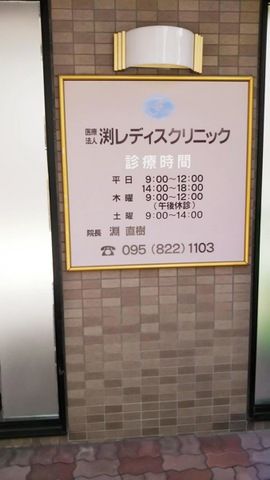 医療法人 渕レディスクリニック
診療時間
平日 9:00～12:00
14:00～18:00
木曜 9:00～12:00
(午後休診)
土曜 9:00～14:00
院長 淵 直樹
☎ 095(822)1103